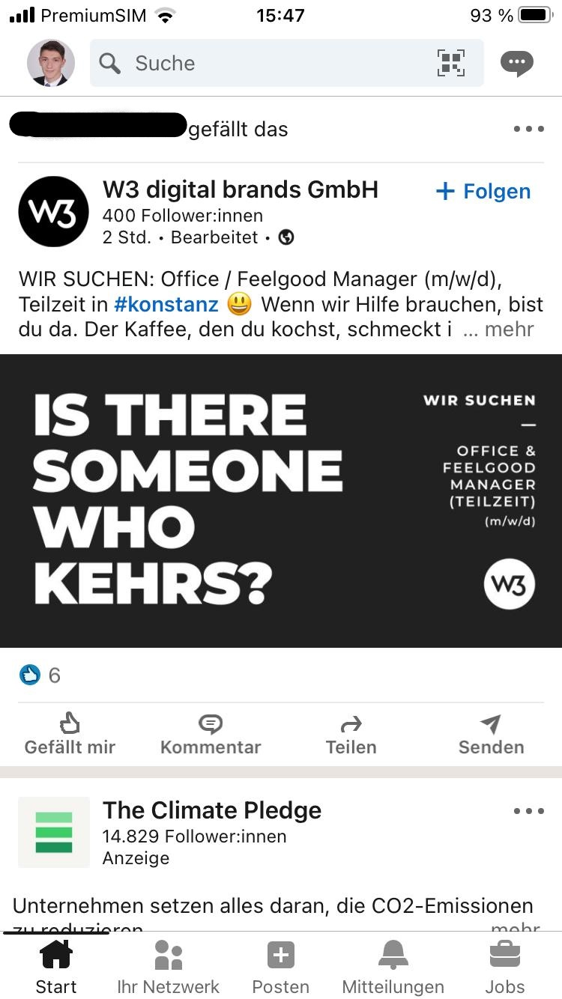 PremiumSIM 15:47 93 %
Suche
gefällt das
W3 digital brands GmbH
+ Folgen
400 Follower:innen
2 Std. • Bearbeitet •
W3
WIR SUCHEN: Office / Feelgood Manager (m/w/d),
Teilzeit in #konstanz 😃 Wenn wir Hilfe brauchen, bist
du da. Der Kaffee, den du kochst, schmeckt i ... mehr
IS THERE
SOMEONE
WHO
KEHRS?
WIR SUCHEN
—
OFFICE &
FEELGOOD
MANAGER
(TEILZEIT)
(m/w/d)
W3
6
Gefällt mir Kommentar Teilen Senden
The Climate Pledge
14.829 Follower:innen
Anzeige
Unternehmen setzen alles daran, die CO2-Emissionen
zu reduzieren mehr
Start Ihr Netzwerk Posten Mitteilungen Jobs